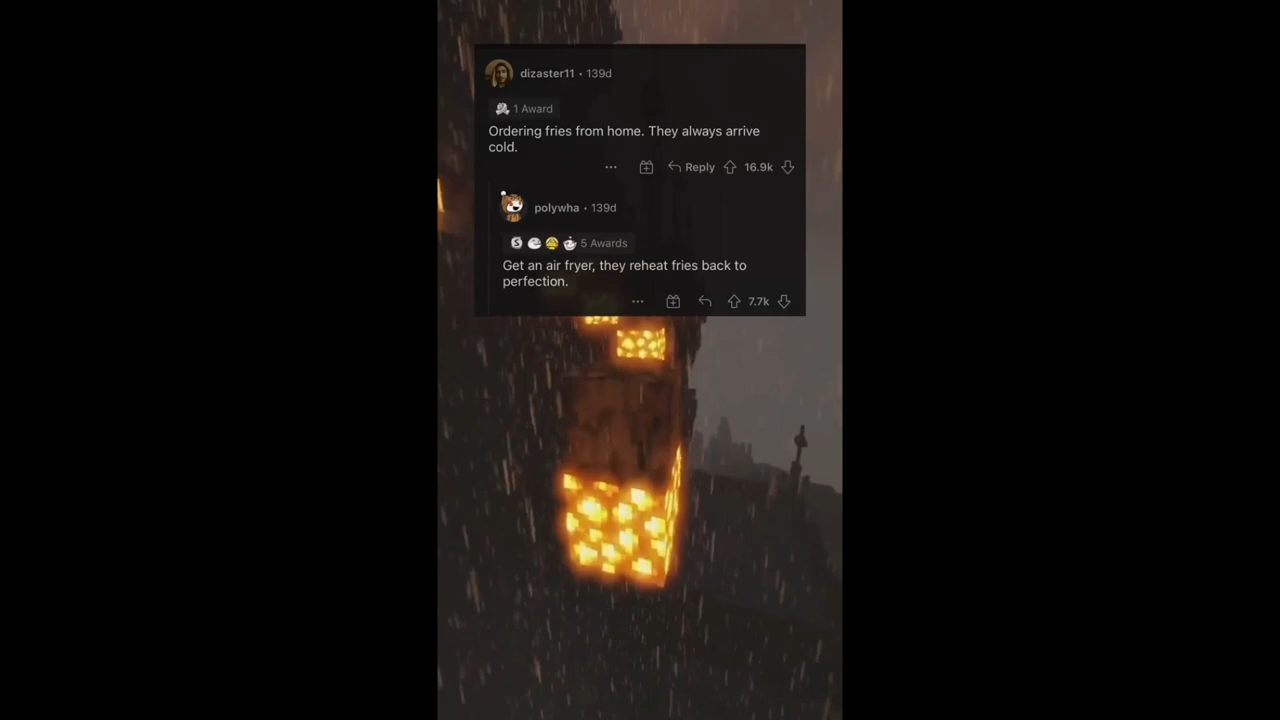 dizaster11 • 139d
1 Award
Ordering fries from home. They always arrive
cold.
Reply 16.9k
polywha • 139d
5 Awards
Get an air fryer, they reheat fries back to
perfection.
7.7k